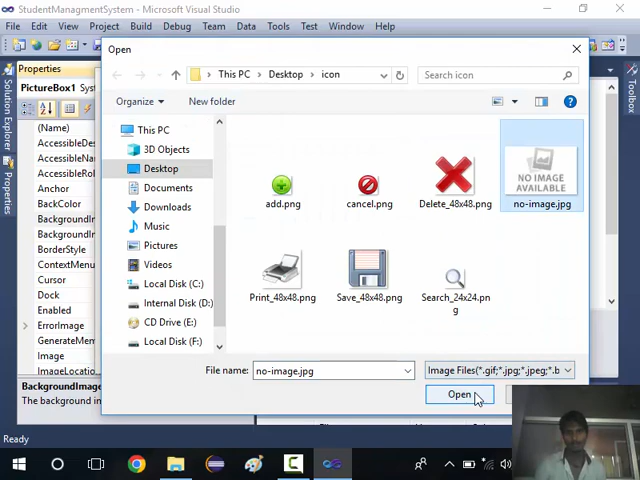 StudentManagmentSystem - Microsoft Visual Studio
File Edit View Project Build Debug Team Data Tools Test Window Help
Properties
PictureBox1
(Name)
Anchor
BackColor
BorderStyle
Cursor
Dock
Enabled
ErrorImage
Image
BackgroundImage
The background
Ready
Solution Explorer
Properties
Toolbox
Open
This PC > Desktop > icon
Search icon
Organize New folder
This PC
3D Objects
Desktop
Documents
Downloads
Music
Pictures
Videos
Local Disk (C:)
Internal Disk (D:)
CD Drive (E:)
Local Disk (F:)
NO IMAGE
AVAILABLE
add.png cancel.png Delete_48x48.png no-image.jpg
Print_48x48.png Save_48x48.png Search_24x24.pn
g
File name: no-image.jpg Image Files(*.gif;*.jpg;*.jpeg;*.b
Open